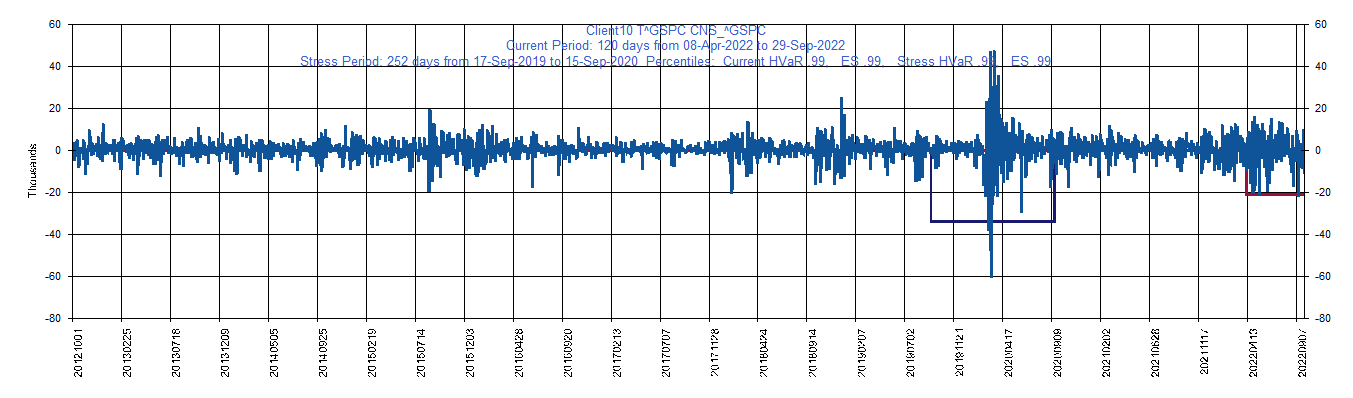 Client10 T^GSPC CNS_^GSPC
Current Period: 120 days from 08-Apr-2022 to 29-Sep-2022
Stress Period: 252 days from 17-Sep-2019 to 15-Sep-2020 Percentiles: Current HVaR .99, ES .99, Stress HVaR .99, ES .99
60 60
40 40
20 20
0 0
-20 -20
-40 -40
-60 -60
-80 -80
Thousands
20121001 20130225 20130718 20131209 20140505 20140925 20150219 20150714 20151203 20160428 20160920 20170213 20170707 20171128 20180424 20180914 20190207 20190702 20191121 20200417 20200909 20210202 20210628 20211117 20220413 20220907